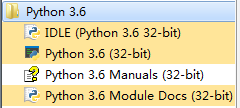 Python 3.6
IDLE (Python 3.6 32-bit)
Python 3.6 (32-bit)
Python 3.6 Manuals (32-bit)
Python 3.6 Module Docs (32-bit)